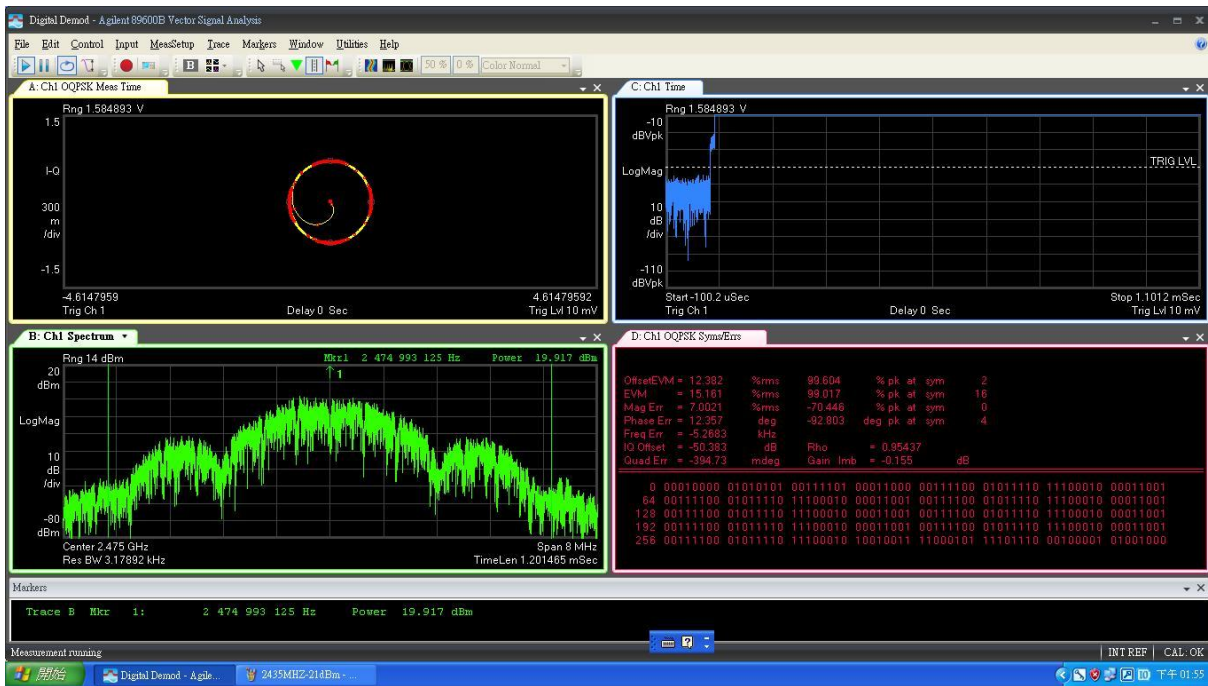 Digital Demod - Agilent 89600B Vector Signal Analysis
File Edit Control Input MeasSetup Trace Markers Window Utilities Help
B 50 % 0 % Color Normal
A: Ch1 OQPSK Meas Time
Rng 1.584893 V
1.5
I-Q
300
m
/div
-1.5
-4.6147959 4.61479592
Trig Ch 1 Delay 0 Sec Trig Lvl 10 mV
C: Ch1 Time
Rng 1.584893 V
-10
dBVpk
TRIG LVL
LogMag
10
dB
/div
-110
dBVpk
Start -100.2 uSec Stop 1.1012 mSec
Trig Ch 1 Delay 0 Sec Trig Lvl 10 mV
B: Ch1 Spectrum
Rng 14 dBm Mkr1 2 474 993 125 Hz Power 19.917 dBm
20
dBm
1
LogMag
10
dB
/div
-80
dBm
Center 2.475 GHz Span 8 MHz
Res BW 3.17892 kHz TimeLen 1.201465 mSec
D: Ch1 OQPSK Syms/Errs
OffsetEVM = 12.382 %rms 99.604 % pk at sym 2
EVM = 15.161 %rms 99.017 % pk at sym 16
Mag Err = 7.0021 %rms -70.446 % pk at sym 0
Phase Err = 12.357 deg -92.803 deg pk at sym 4
Freq Err = -5.2683 kHz
IQ Offset = -50.383 dB Rho = 0.95437
Quad Err = -394.73 mdeg Gain Imb = -0.155 dB
0 00010000 01010101 00111101 00011000 00111100 01011110 11100010 00011001
64 00111100 01011110 11100010 00011001 00111100 01011110 11100010 00011001
128 00111100 01011110 11100010 00011001 00111100 01011110 11100010 00011001
192 00111100 01011110 11100010 00011001 00111100 01011110 11100010 00011001
256 00111100 01011110 11100010 10010011 11000101 11101110 00100001 01001000
Markers
Trace B Mkr 1: 2 474 993 125 Hz Power 19.917 dBm
Measurement running INT REF CAL: OK
開始 Digital Demod - Agile... 2435MHZ-21dBm - ... 下午 01:55